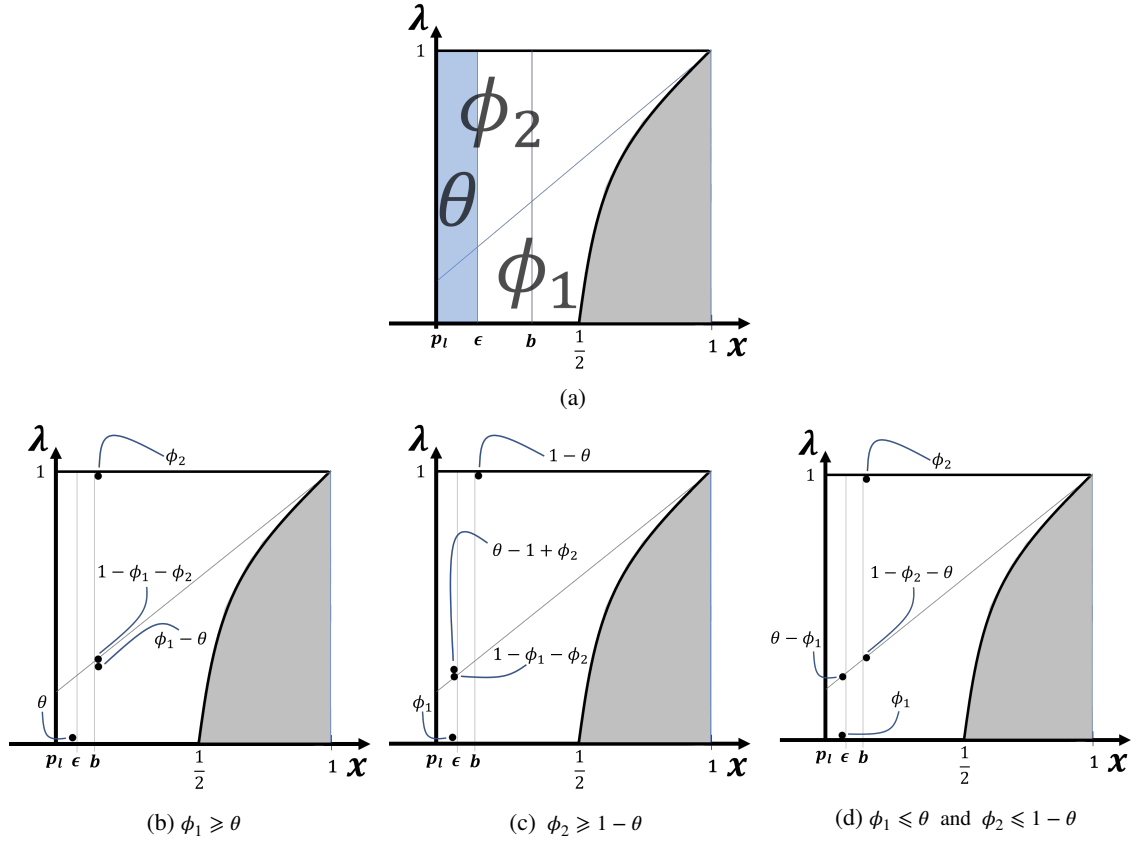 λ
1
ϕ₂
θ
ϕ₁
p_l ϵ b 1/2 1 x
(a)
λ
1
ϕ₂
1 − ϕ₁ − ϕ₂
ϕ₁ − θ
θ
p_l ϵ b 1/2 1 x
(b) ϕ₁ ⩾ θ
λ
1
1 − θ
θ − 1 + ϕ₂
1 − ϕ₁ − ϕ₂
ϕ₁
p_l ϵ b 1/2 1 x
(c) ϕ₂ ⩾ 1 − θ
λ
1
ϕ₂
1 − ϕ₂ − θ
θ − ϕ₁
ϕ₁
p_l ϵ b 1/2 1 x
(d) ϕ₁ ⩽ θ and ϕ₂ ⩽ 1 − θ